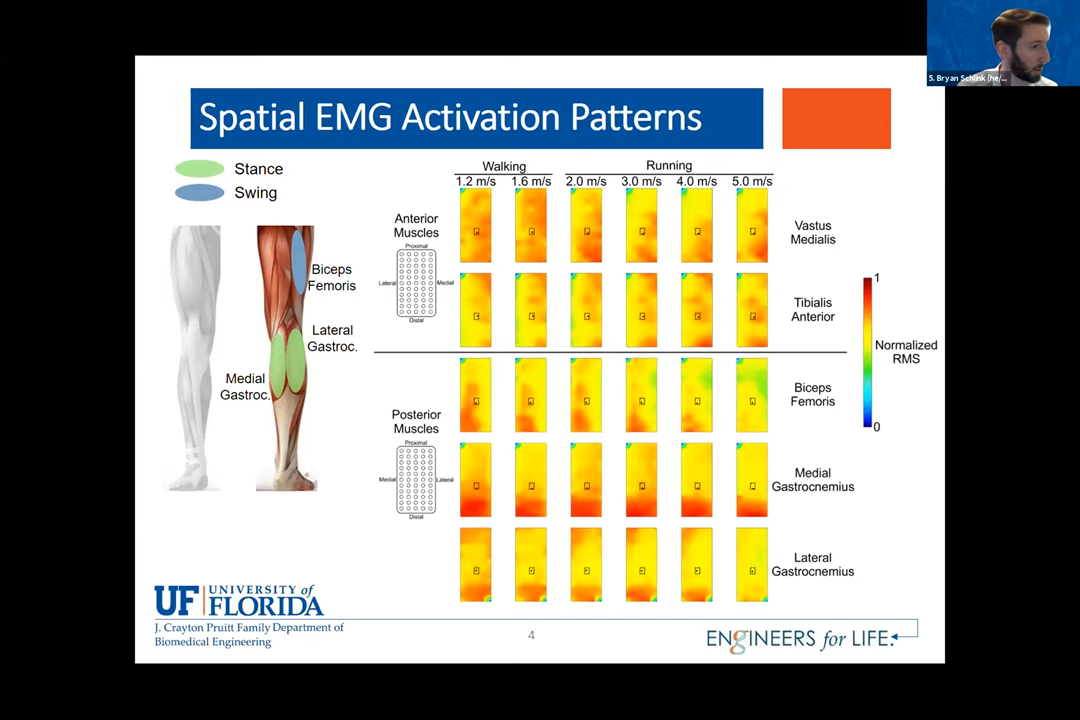 5. Bryan Schlink (he/...
Spatial EMG Activation Patterns
Stance
Swing
Walking
Running
1.2 m/s
1.6 m/s
2.0 m/s
3.0 m/s
4.0 m/s
5.0 m/s
Anterior
Muscles
Proximal
Lateral
Medial
Distal
Vastus
Medialis
Tibialis
Anterior
Biceps
Femoris
Lateral
Gastroc.
Medial
Gastroc.
Posterior
Muscles
Proximal
Medial
Lateral
Distal
Biceps
Femoris
Medial
Gastrocnemius
Lateral
Gastrocnemius
1
Normalized
RMS
0
UF UNIVERSITY of
FLORIDA
J. Crayton Pruitt Family Department of
Biomedical Engineering
4
ENGINEERS for LIFE.